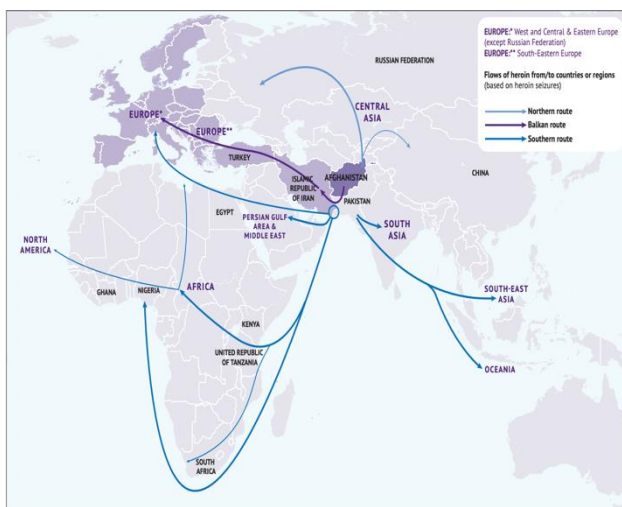 EUROPE:* West and Central & Eastern Europe
(except Russian Federation)
EUROPE:** South-Eastern Europe
Flows of heroin from/to countries or regions
(based on heroin seizures)
Northern route
Balkan route
Southern route
RUSSIAN FEDERATION
CENTRAL
ASIA
EUROPE*
EUROPE**
TURKEY
ISLAMIC
REPUBLIC
OF IRAN
AFGHANISTAN
CHINA
PAKISTAN
EGYPT
PERSIAN GULF
AREA &
MIDDLE EAST
SOUTH
ASIA
NORTH
AMERICA
AFRICA
GHANA
NIGERIA
SOUTH-EAST
ASIA
KENYA
UNITED REPUBLIC
OF TANZANIA
OCEANIA
SOUTH
AFRICA